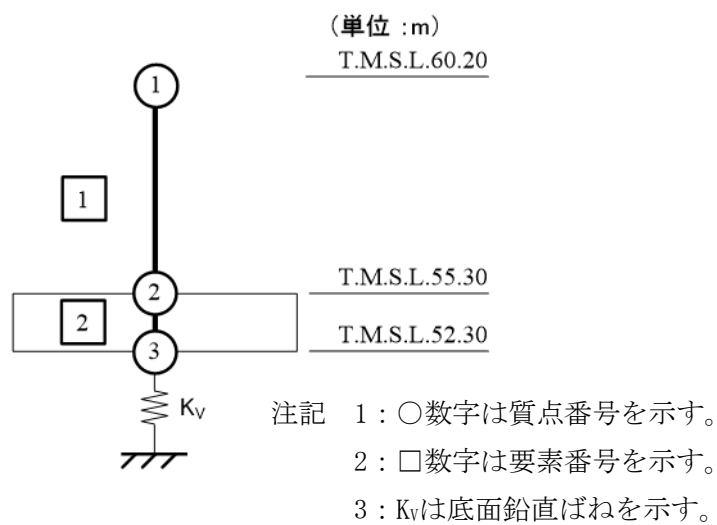 (単位 :m)
T.M.S.L.60.20
1
1
T.M.S.L.55.30
2
2
T.M.S.L.52.30
3
KV
注記 1:○数字は質点番号を示す。
2:□数字は要素番号を示す。
3:KVは底面鉛直ばねを示す。